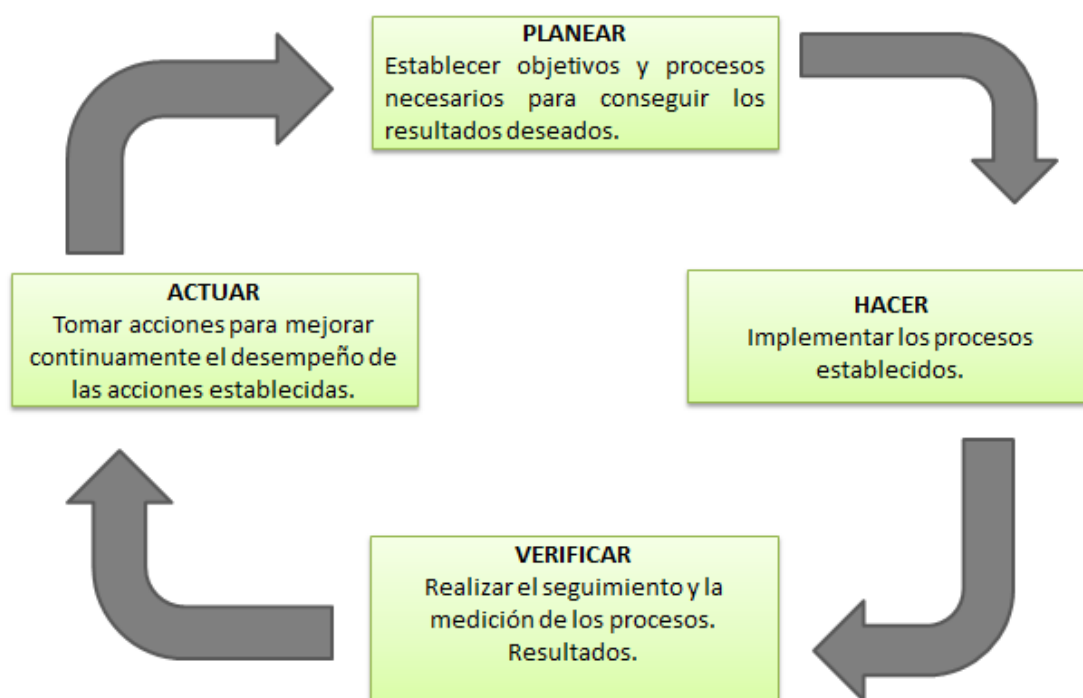 PLANEAR
Establecer objetivos y procesos
necesarios para conseguir los
resultados deseados.
ACTUAR
Tomar acciones para mejorar
continuamente el desempeño de
las acciones establecidas.
HACER
Implementar los procesos
establecidos.
VERIFICAR
Realizar el seguimiento y la
medición de los procesos.
Resultados.